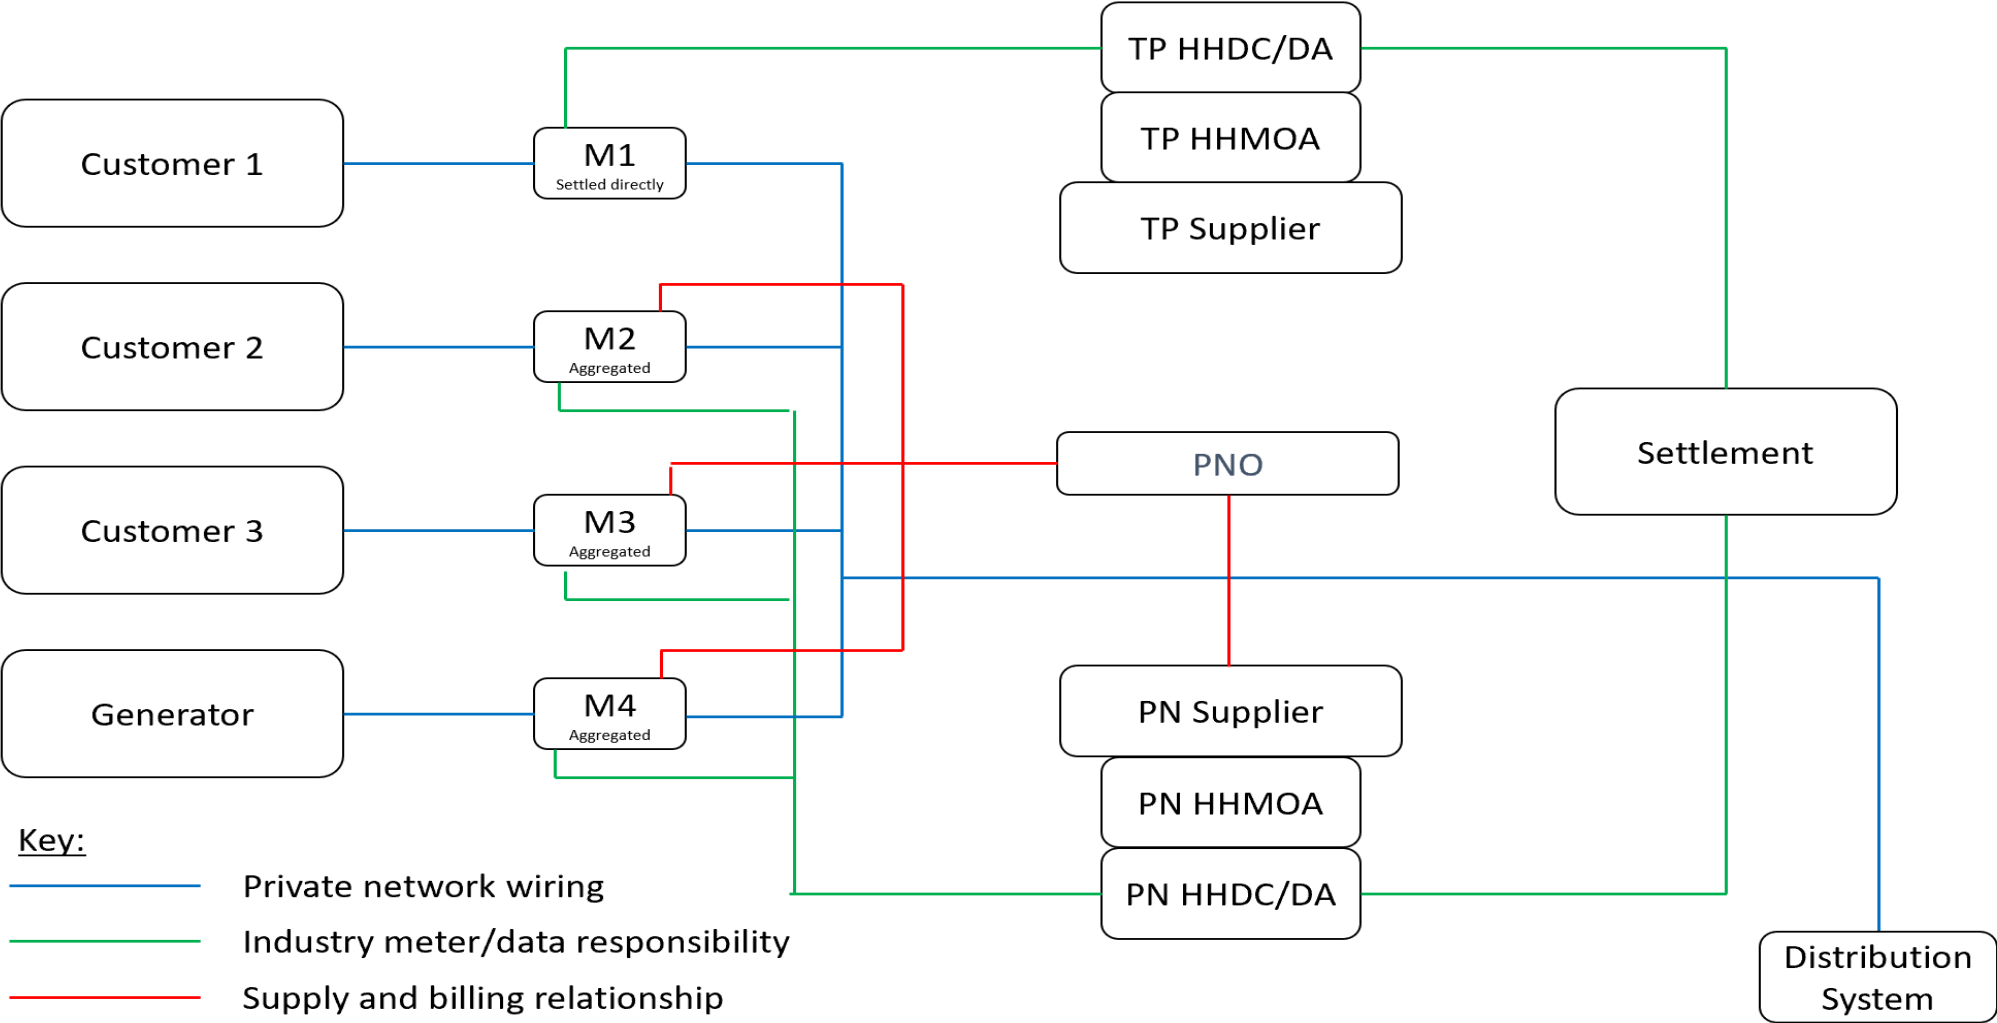 TP HHDC/DA
Customer 1
M1
Settled directly
TP HHMOA
TP Supplier
Customer 2
M2
Aggregated
PNO
Settlement
Customer 3
M3
Aggregated
Generator
M4
Aggregated
PN Supplier
PN HHMOA
PN HHDC/DA
Key:
Private network wiring
Industry meter/data responsibility
Supply and billing relationship
Distribution
System